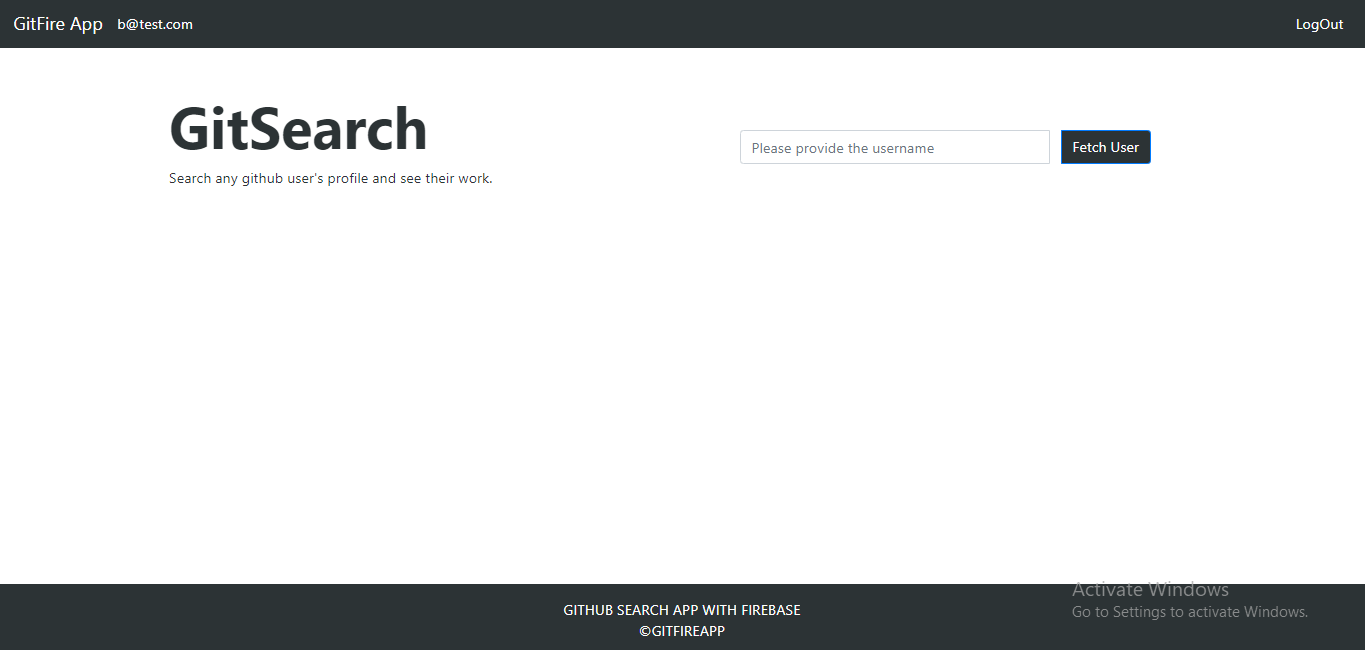 GitFire App b@test.com LogOut
GitSearch
Search any github user's profile and see their work.
Please provide the username Fetch User
GITHUB SEARCH APP WITH FIREBASE
©GITFIREAPP
Activate Windows
Go to Settings to activate Windows.